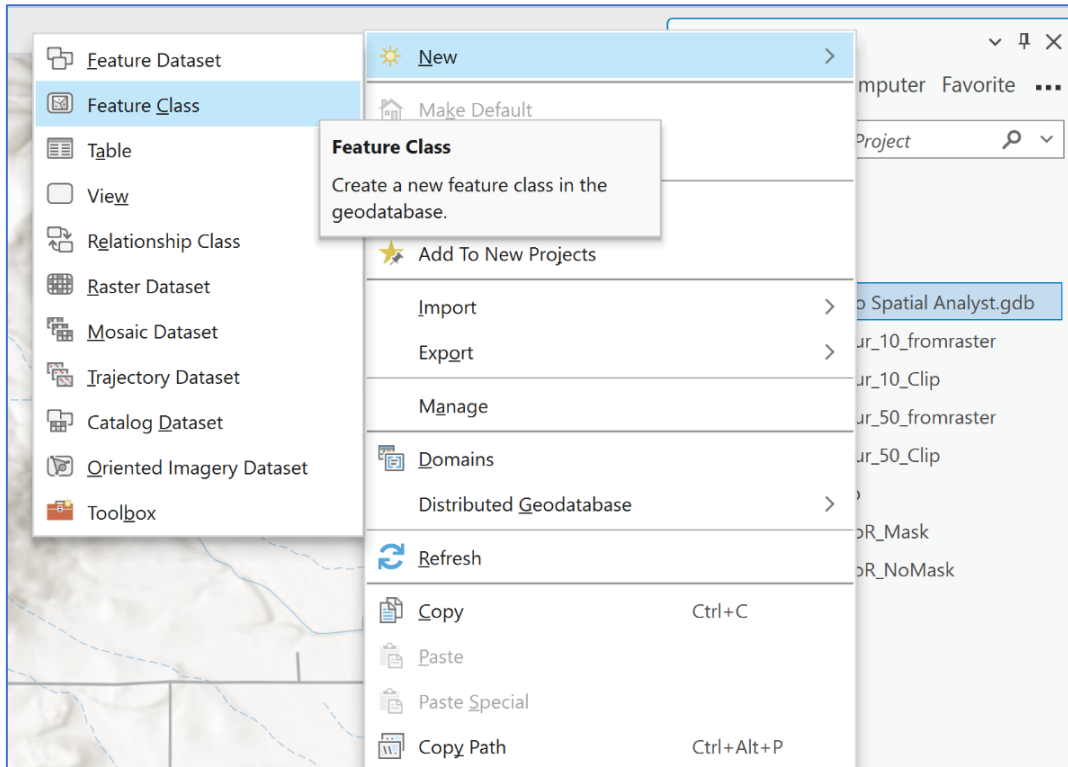 Feature Dataset
Feature Class
Table
View
Relationship Class
Raster Dataset
Mosaic Dataset
Trajectory Dataset
Catalog Dataset
Oriented Imagery Dataset
Toolbox
Feature Class
Create a new feature class in the
geodatabase.
New
Make Default
Add To New Projects
Import
Export
Manage
Domains
Distributed Geodatabase
Refresh
Copy Ctrl+C
Paste
Paste Special
Copy Path Ctrl+Alt+P
mputer Favorite
Project
o Spatial Analyst.gdb
ur_10_fromraster
ur_10_Clip
ur_50_fromraster
ur_50_Clip
oR_Mask
oR_NoMask